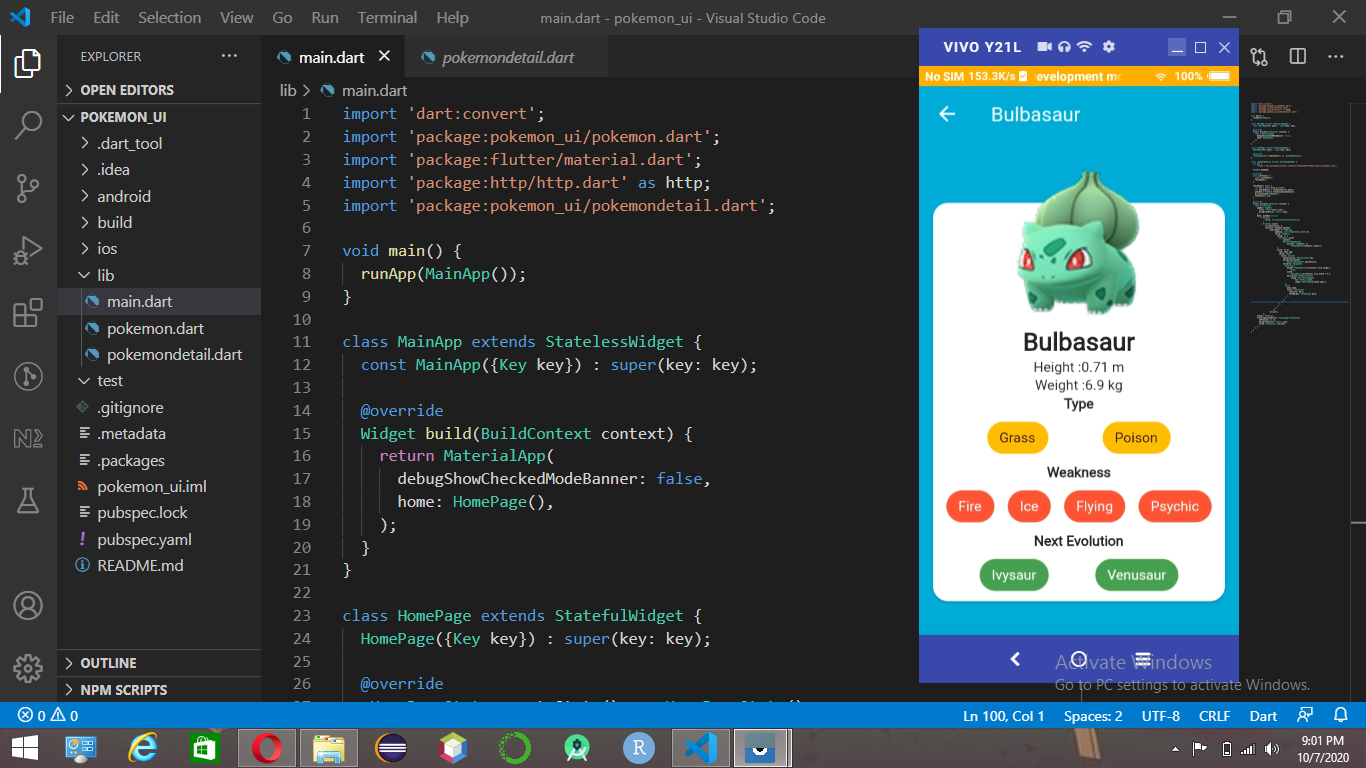 File Edit Selection View Go Run Terminal Help main.dart - pokemon_ui - Visual Studio Code
EXPLORER
OPEN EDITORS
POKEMON_UI
.dart_tool
.idea
android
build
ios
lib
main.dart
pokemon.dart
pokemondetail.dart
test
.gitignore
.metadata
.packages
pokemon_ui.iml
pubspec.lock
pubspec.yaml
README.md
OUTLINE
NPM SCRIPTS
main.dart pokemondetail.dart
lib main.dart
1 import 'dart:convert';
2 import 'package:pokemon_ui/pokemon.dart';
3 import 'package:flutter/material.dart';
4 import 'package:http/http.dart' as http;
5 import 'package:pokemon_ui/pokemondetail.dart';
6
7 void main() {
8 runApp(MainApp());
9 }
10
11 class MainApp extends StatelessWidget {
12 const MainApp({Key key}) : super(key: key);
13
14 @override
15 Widget build(BuildContext context) {
16 return MaterialApp(
17 debugShowCheckedModeBanner: false,
18 home: HomePage(),
19 );
20 }
21 }
22
23 class HomePage extends StatefulWidget {
24 HomePage({Key key}) : super(key: key);
25
26 @override
VIVO Y21L
No SIM 153.3K/s evelopment mo 100%
Bulbasaur
Bulbasaur
Height :0.71 m
Weight :6.9 kg
Type
Grass Poison
Weakness
Fire Ice Flying Psychic
Next Evolution
Ivysaur Venusaur
Activate Windows
Go to PC settings to activate Windows.
0 0 Ln 100, Col 1 Spaces: 2 UTF-8 CRLF Dart
9:01 PM
10/7/2020